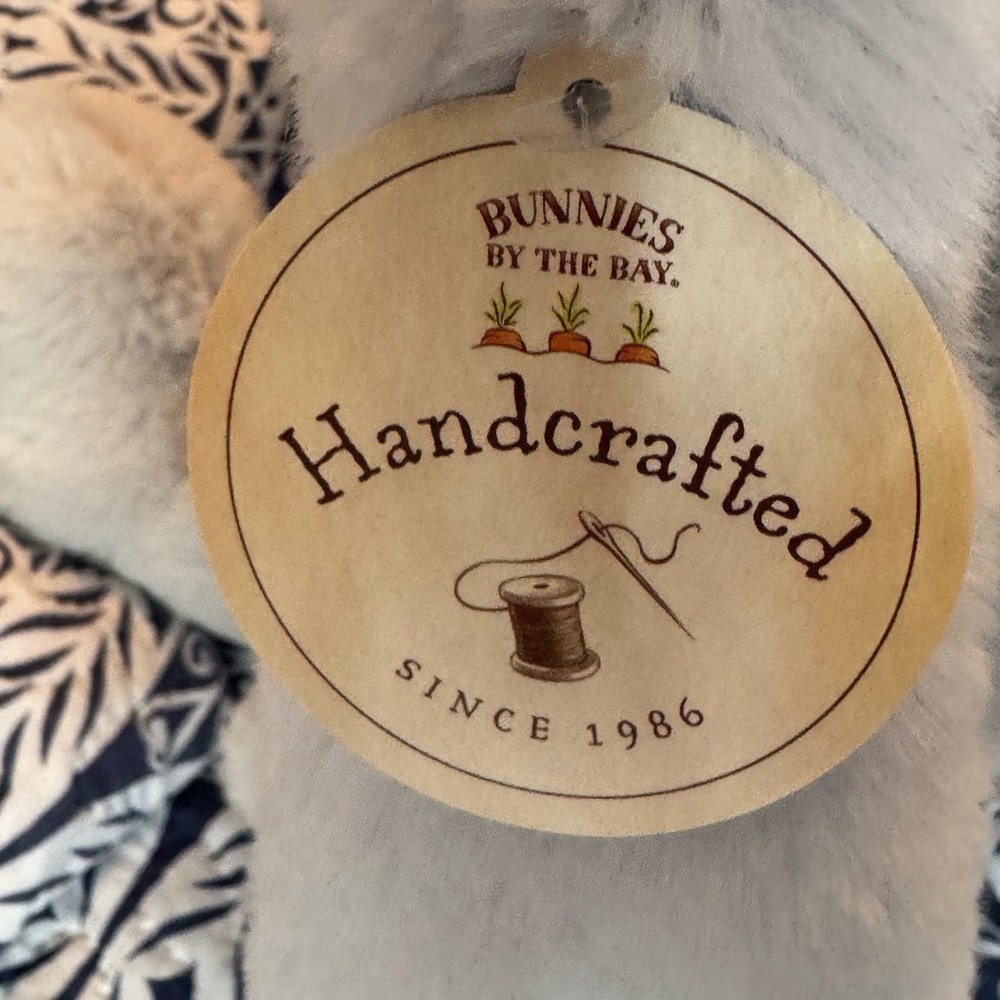 BUNNIES
BY THE BAY®
Handcrafted
SINCE 1986